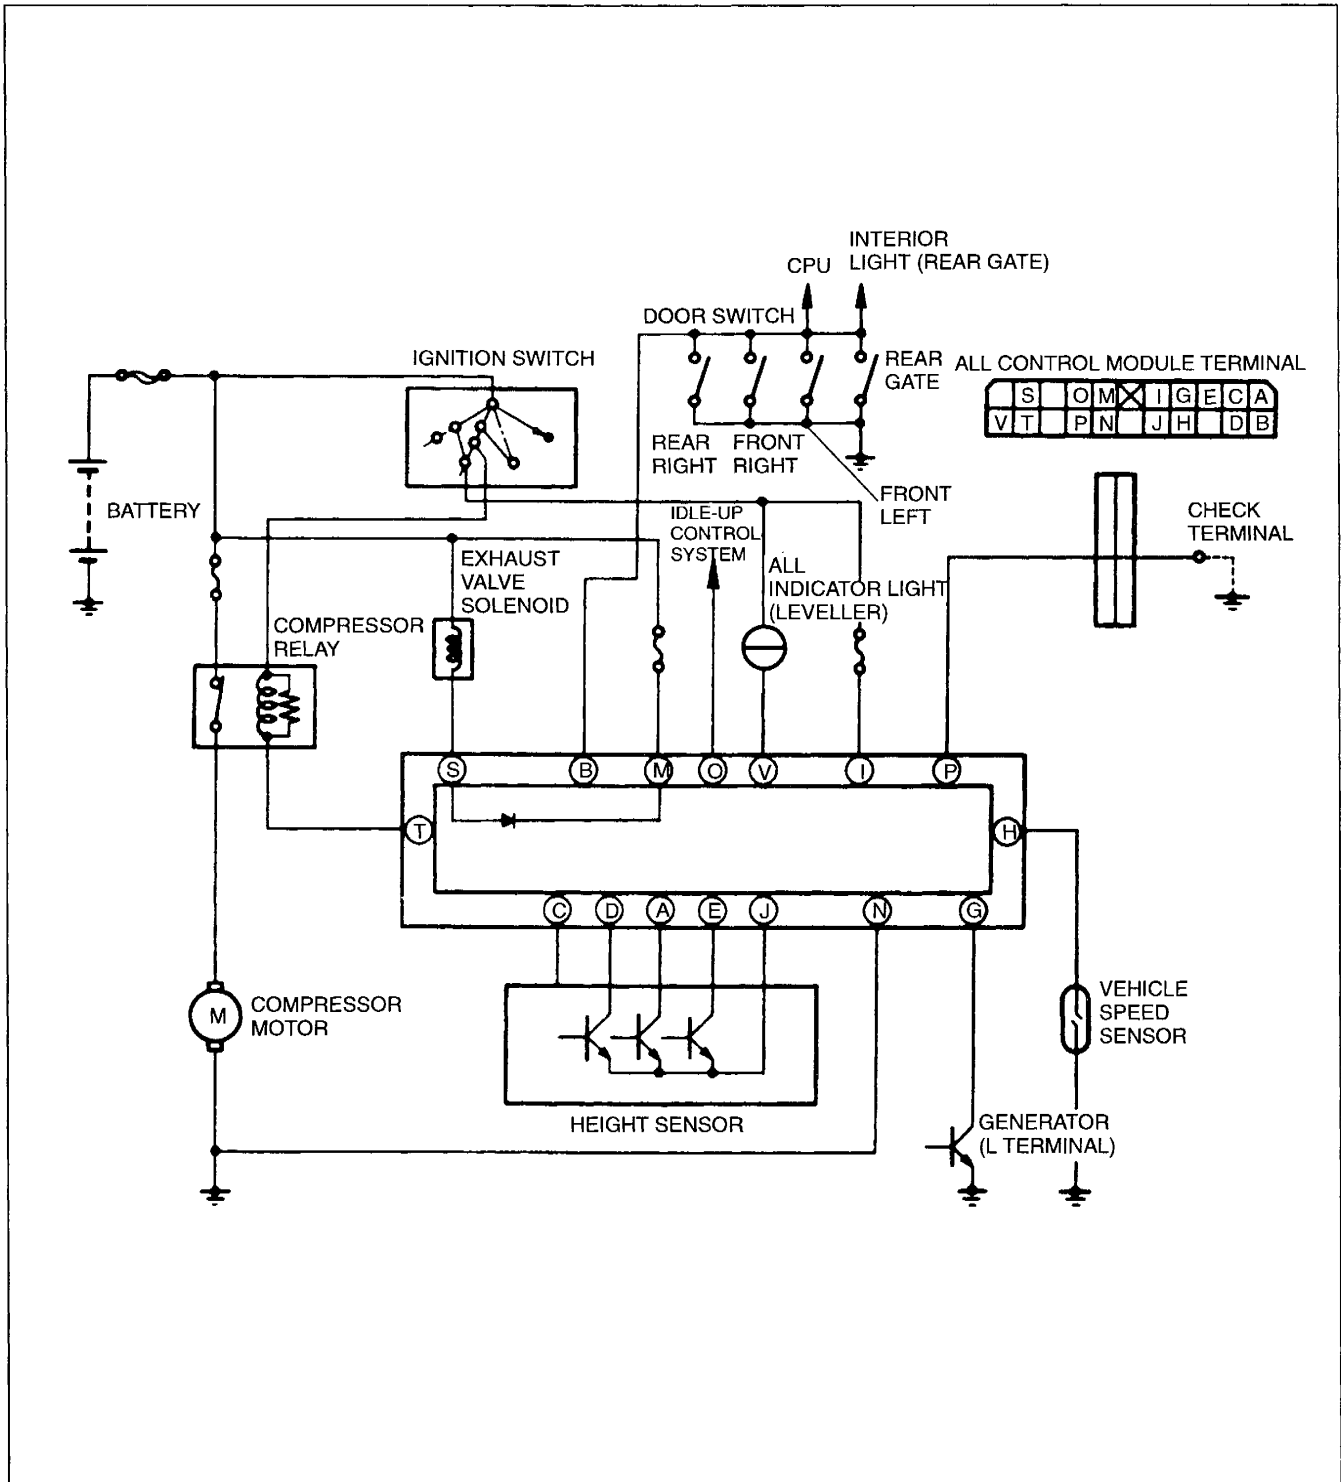 INTERIOR
LIGHT (REAR GATE)
CPU
DOOR SWITCH
IGNITION SWITCH
REAR
GATE
ALL CONTROL MODULE TERMINAL
S O M I G E C A
V T P N J H D B
REAR
RIGHT
FRONT
RIGHT
FRONT
LEFT
BATTERY
IDLE-UP
CONTROL
SYSTEM
CHECK
TERMINAL
EXHAUST
VALVE
SOLENOID
ALL
INDICATOR LIGHT
(LEVELLER)
COMPRESSOR
RELAY
S B M O V I P
T
H
C D A E J N G
M
COMPRESSOR
MOTOR
VEHICLE
SPEED
SENSOR
HEIGHT SENSOR
GENERATOR
(L TERMINAL)